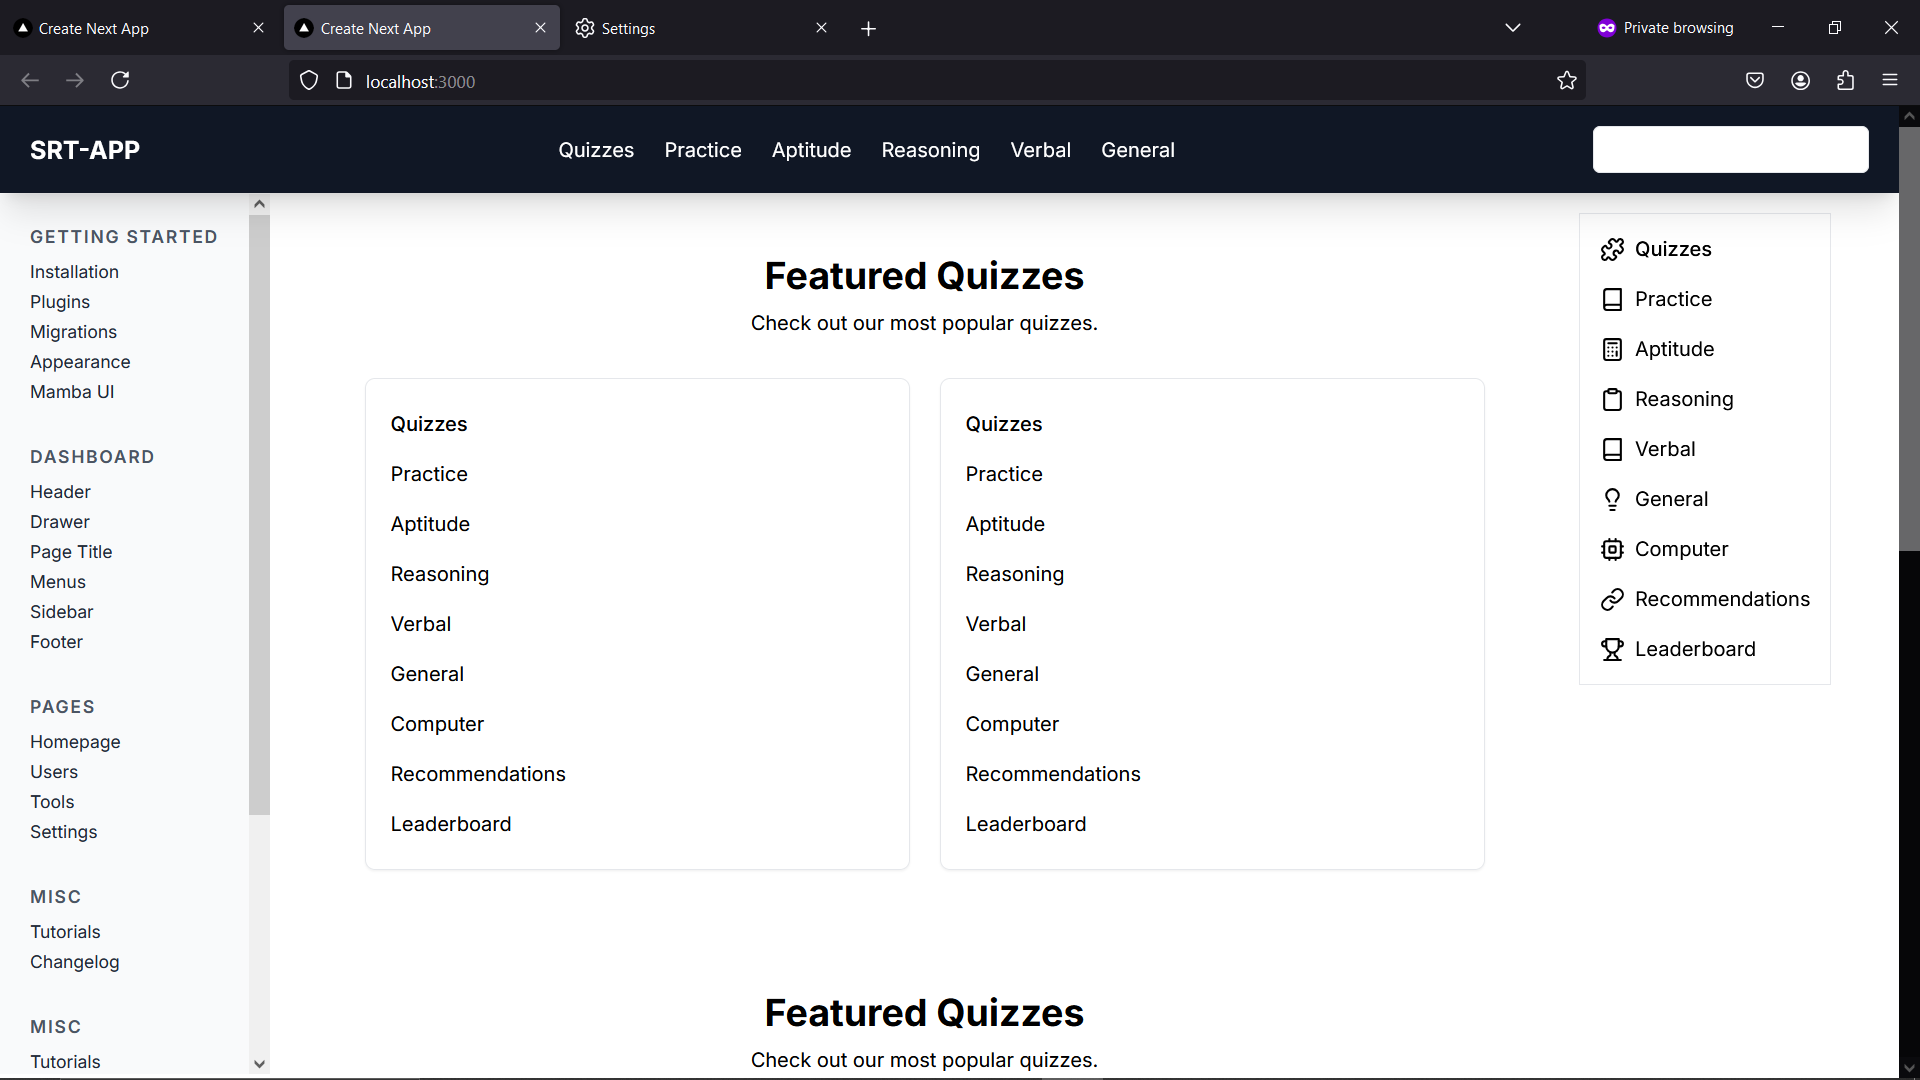 Create Next App
Create Next App
Settings
Private browsing
localhost:3000
SRT-APP
Quizzes Practice Aptitude Reasoning Verbal General
GETTING STARTED
Installation
Plugins
Migrations
Appearance
Mamba UI
DASHBOARD
Header
Drawer
Page Title
Menus
Sidebar
Footer
PAGES
Homepage
Users
Tools
Settings
MISC
Tutorials
Changelog
MISC
Tutorials
Featured Quizzes
Check out our most popular quizzes.
Quizzes
Practice
Aptitude
Reasoning
Verbal
General
Computer
Recommendations
Leaderboard
Quizzes
Practice
Aptitude
Reasoning
Verbal
General
Computer
Recommendations
Leaderboard
Featured Quizzes
Check out our most popular quizzes.
Quizzes
Practice
Aptitude
Reasoning
Verbal
General
Computer
Recommendations
Leaderboard